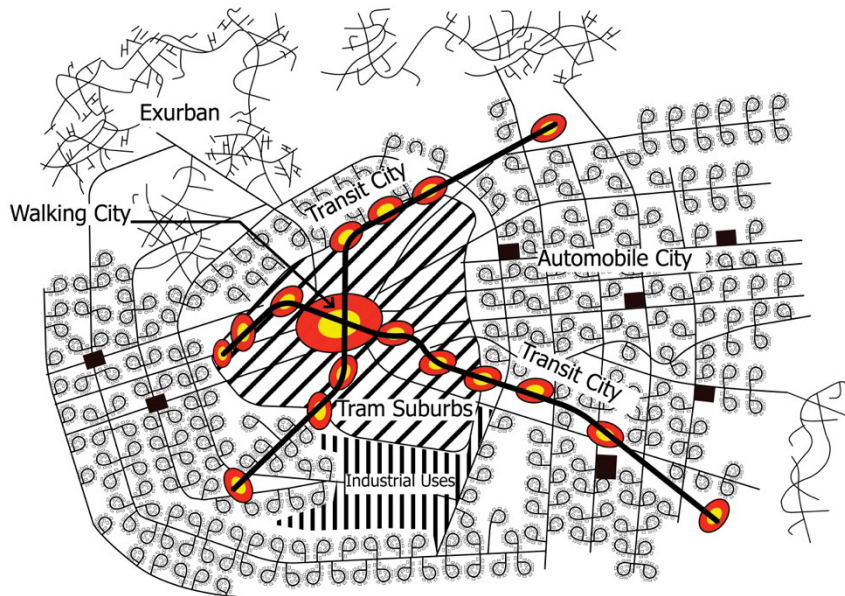 Exurban
Transit City
Walking City
Automobile City
Transit City
Tram Suburbs
Industrial Uses